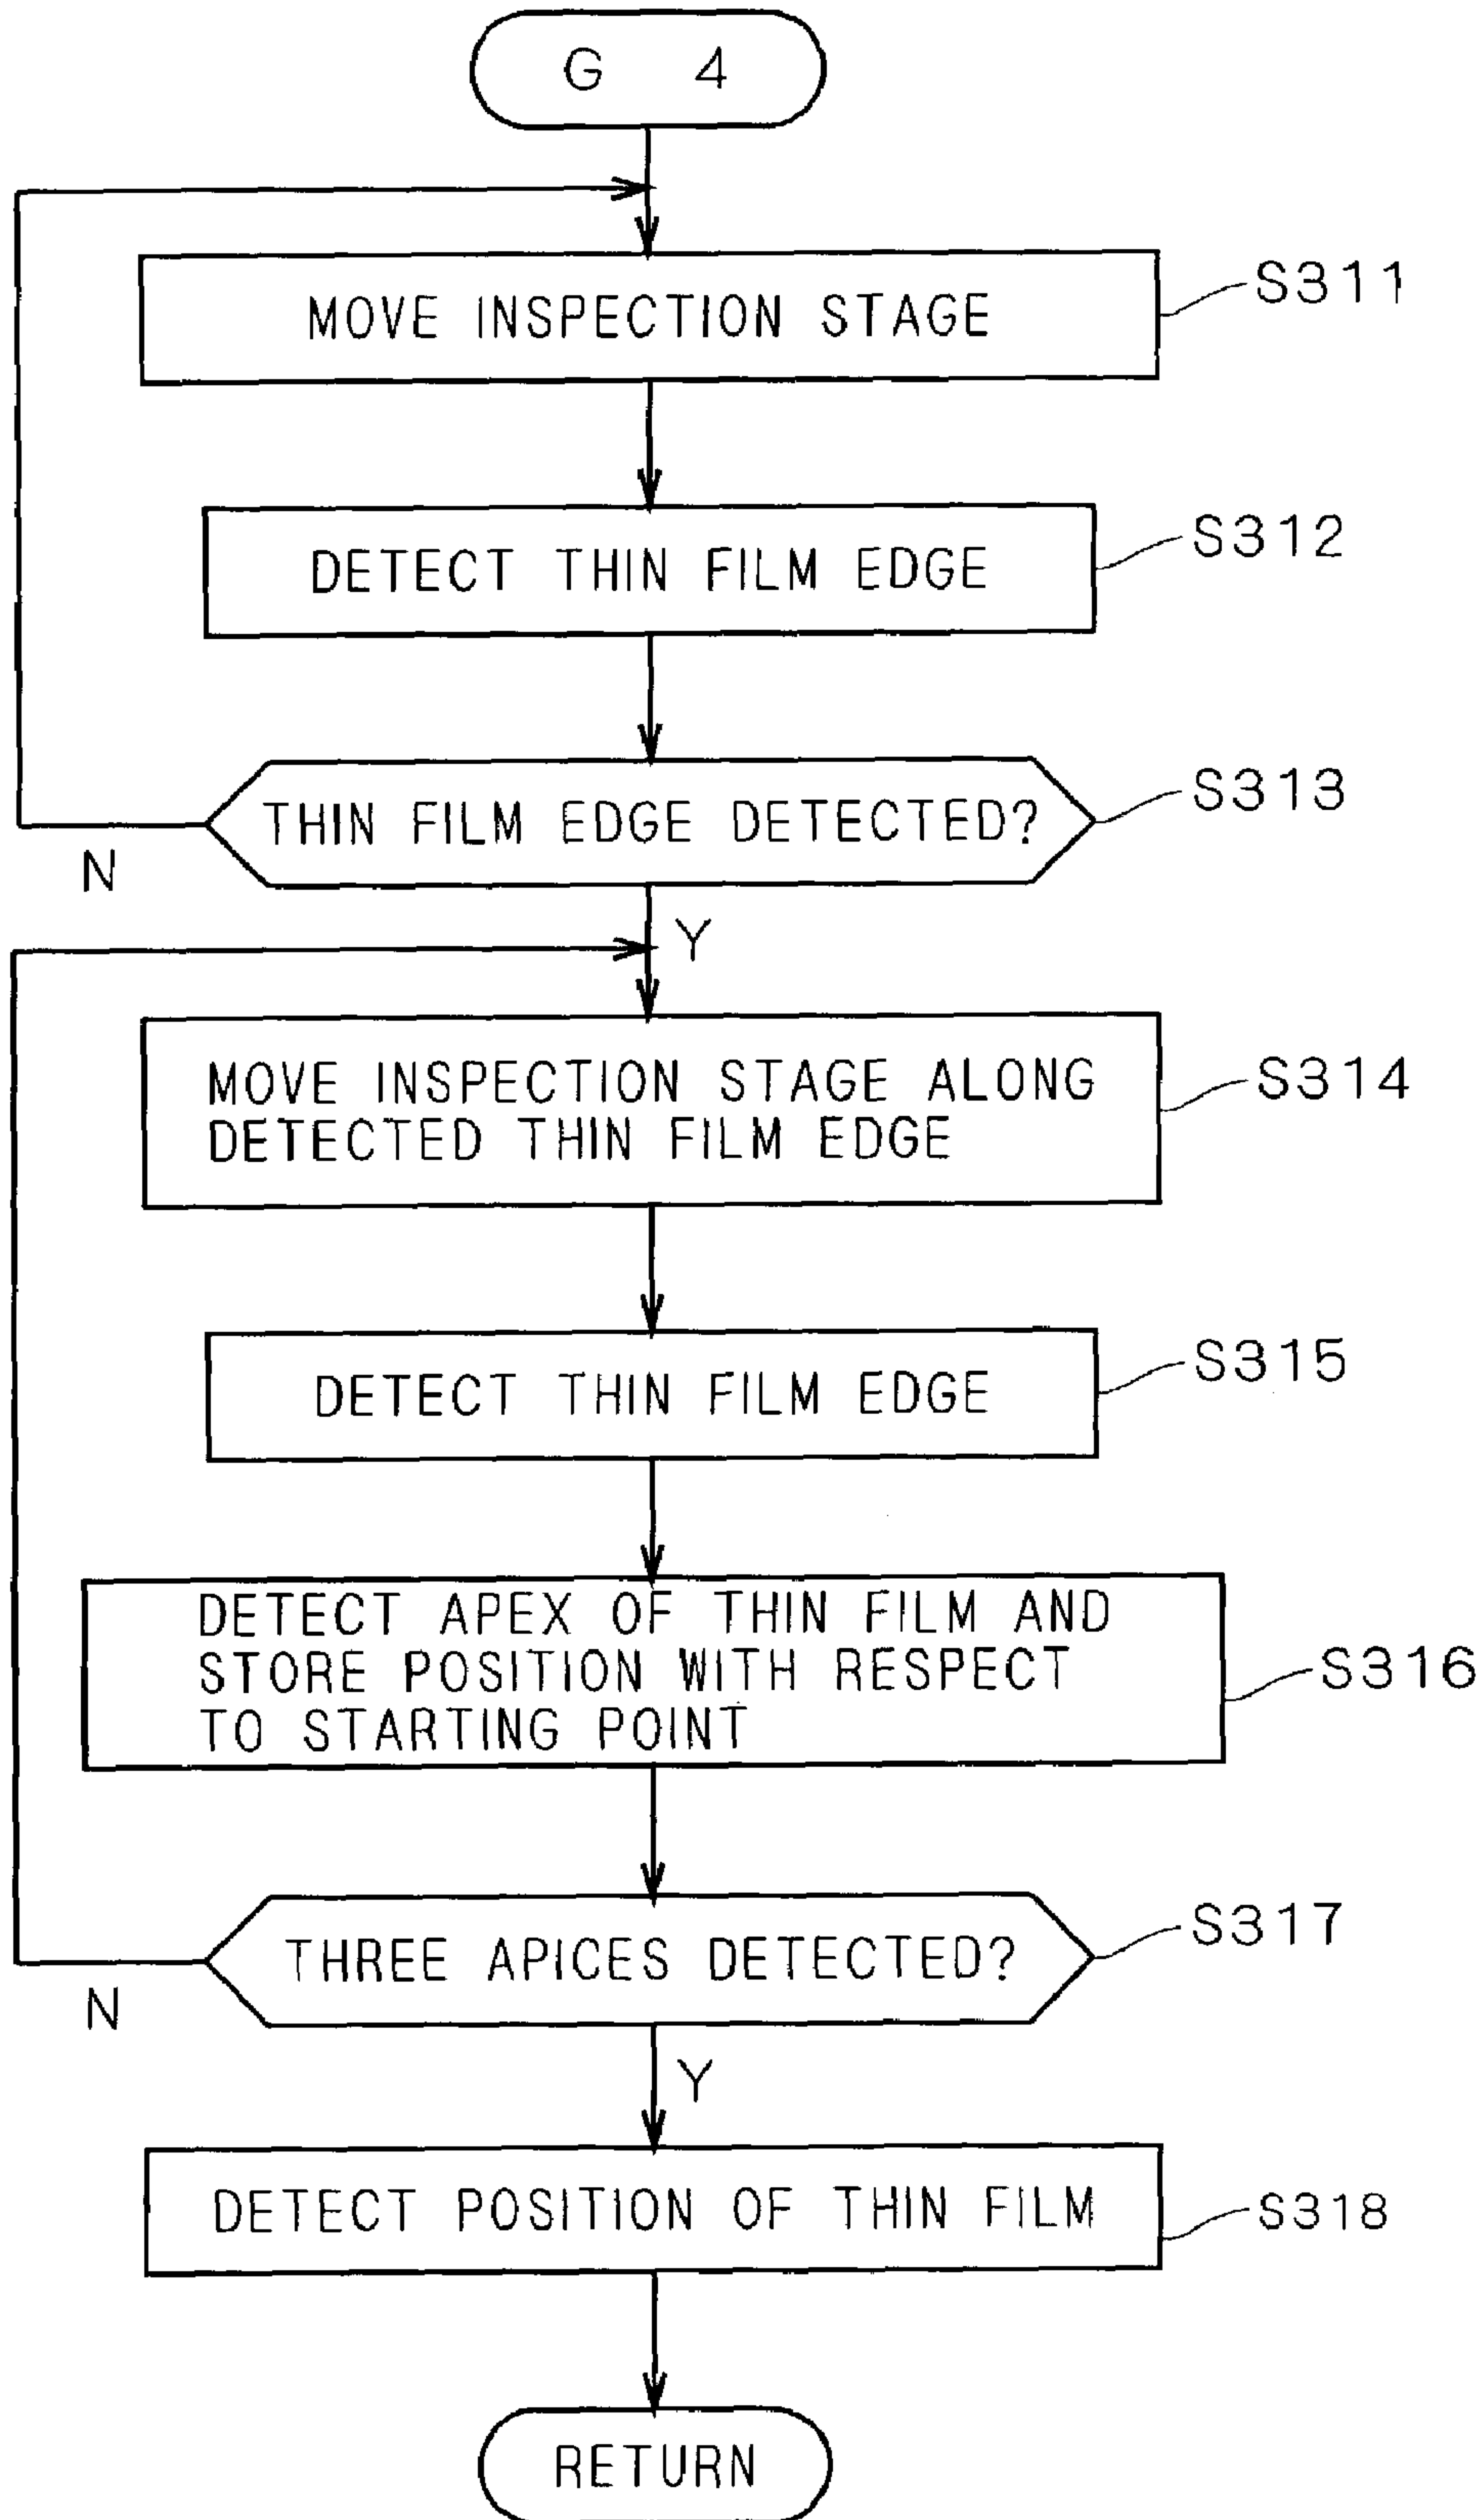 G 4
MOVE INSPECTION STAGE
S311
DETECT THIN FILM EDGE
S312
THIN FILM EDGE DETECTED?
S313
N
Y
MOVE INSPECTION STAGE ALONG
DETECTED THIN FILM EDGE
S314
DETECT THIN FILM EDGE
S315
DETECT APEX OF THIN FILM AND
STORE POSITION WITH RESPECT
TO STARTING POINT
S316
THREE APICES DETECTED?
S317
N
Y
DETECT POSITION OF THIN FILM
S318
RETURN